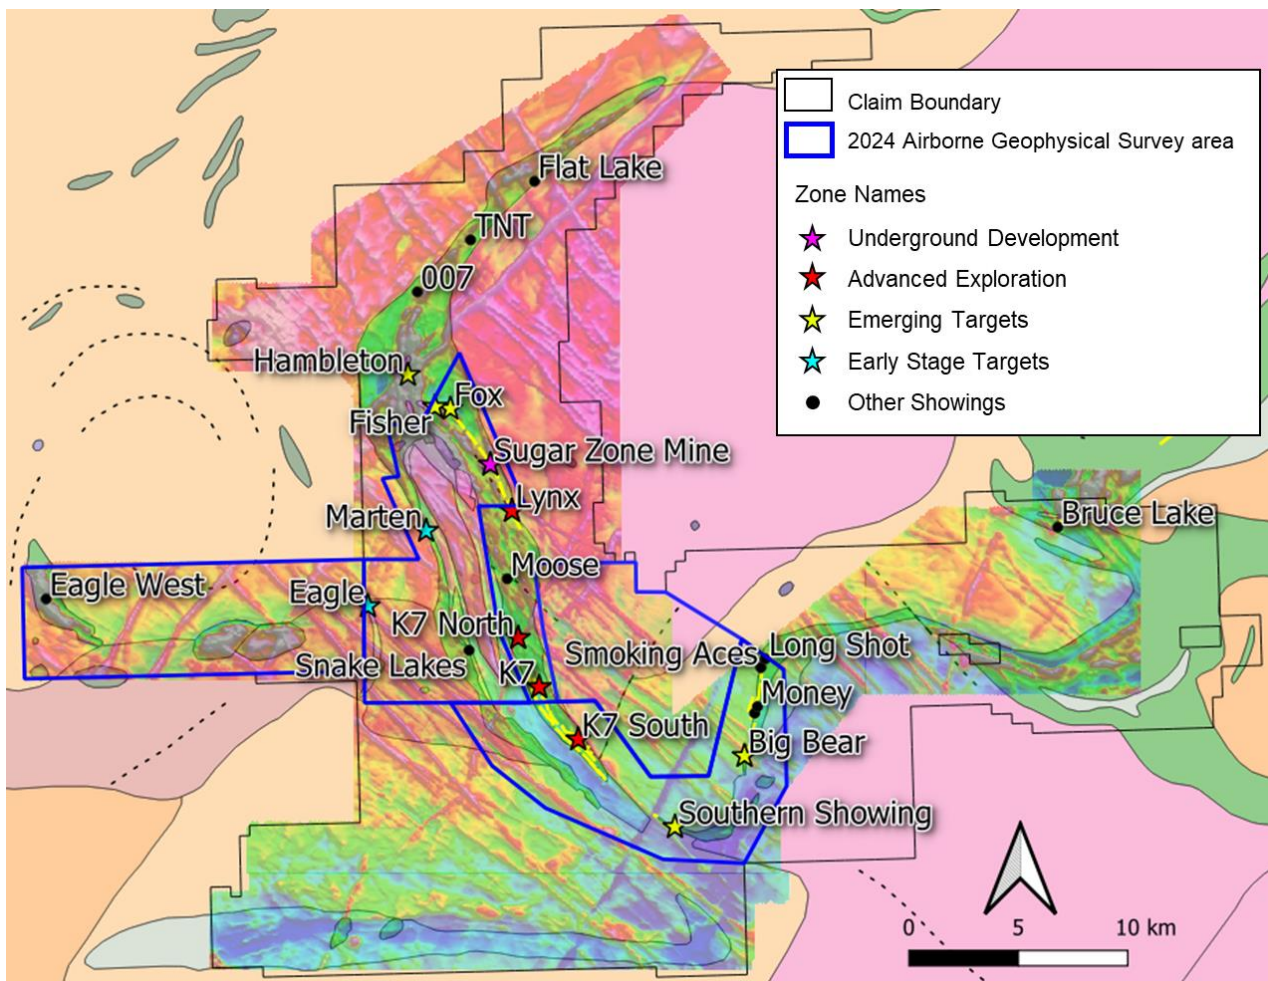 Claim Boundary
2024 Airborne Geophysical Survey area
Zone Names
Underground Development
Advanced Exploration
Emerging Targets
Early Stage Targets
Other Showings
Flat Lake
TNT
007
Hambleton
Fox
Fisher
Sugar Zone Mine
Lynx
Marten
Bruce Lake
Moose
Eagle West
Eagle
K7 North
Long Shot
Smoking Aces
Snake Lakes
K7
Money
K7 South
Big Bear
Southern Showing
0 5 10 km